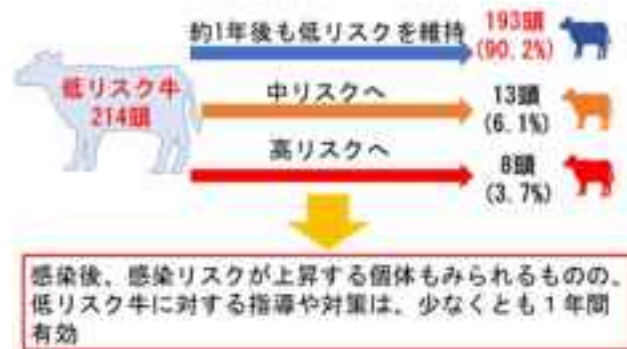 約1年後も低リスクを維持
193頭
(90.2%)
低リスク牛
214頭
中リスクへ
13頭
(6.1%)
高リスクへ
8頭
(3.7%)
感染後、感染リスクが上昇する個体もみられるものの、
低リスク牛に対する指導や対策は、少なくとも１年間
有効